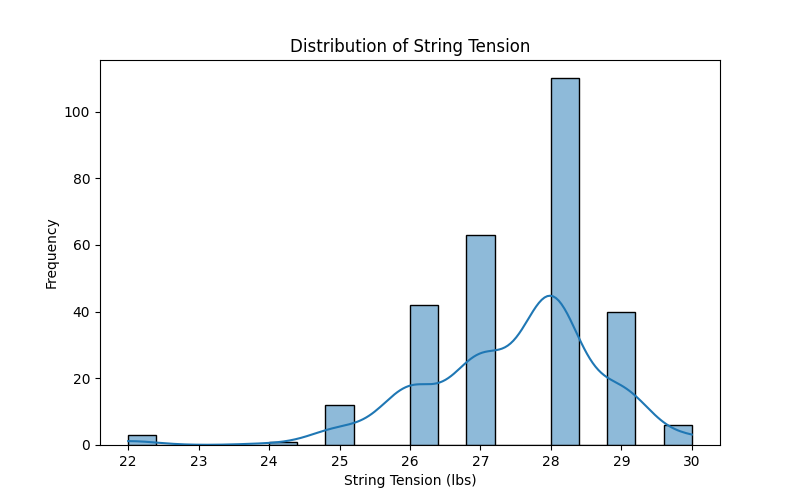 Distribution of String Tension
100
80
60
40
20
0
Frequency
22 23 24 25 26 27 28 29 30
String Tension (lbs)